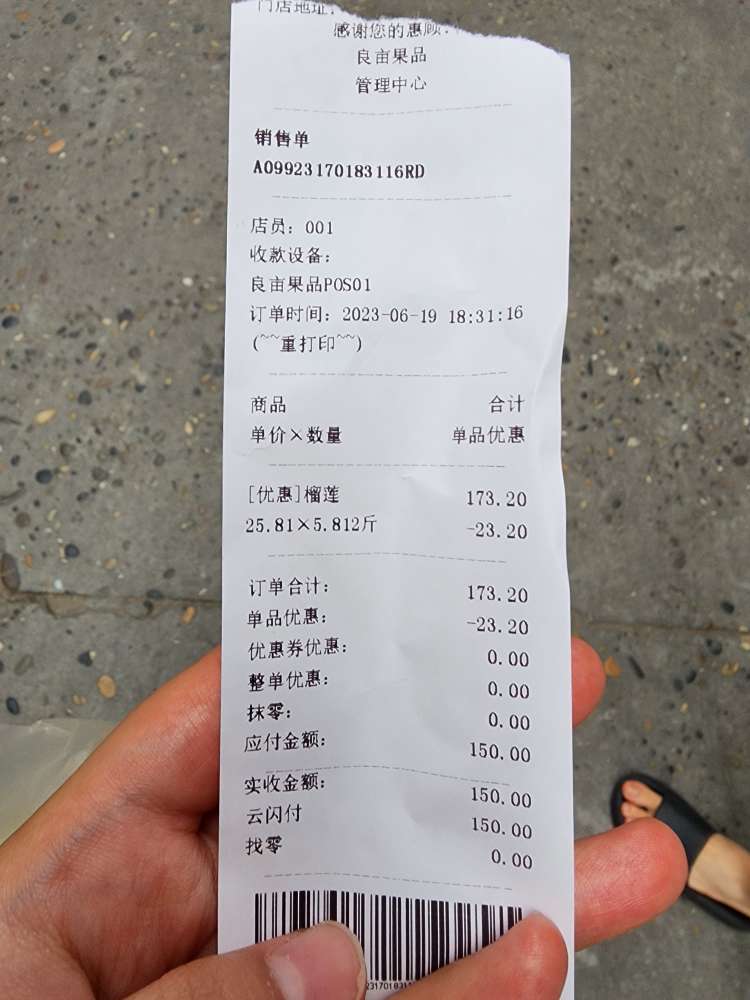 门店地址:
感谢您的惠顾.
良亩果品
管理中心
销售单
A09923170183116RD
店员: 001
收款设备:
良亩果品POS01
订单时间: 2023-06-19 18:31:16
(~~重打印~~)
商品 合计
单价×数量 单品优惠
[优惠]榴莲 173.20
25.81×5.812斤 -23.20
订单合计: 173.20
单品优惠: -23.20
优惠券优惠: 0.00
整单优惠: 0.00
抹零: 0.00
应付金额: 150.00
实收金额: 150.00
云闪付 150.00
找零 0.00